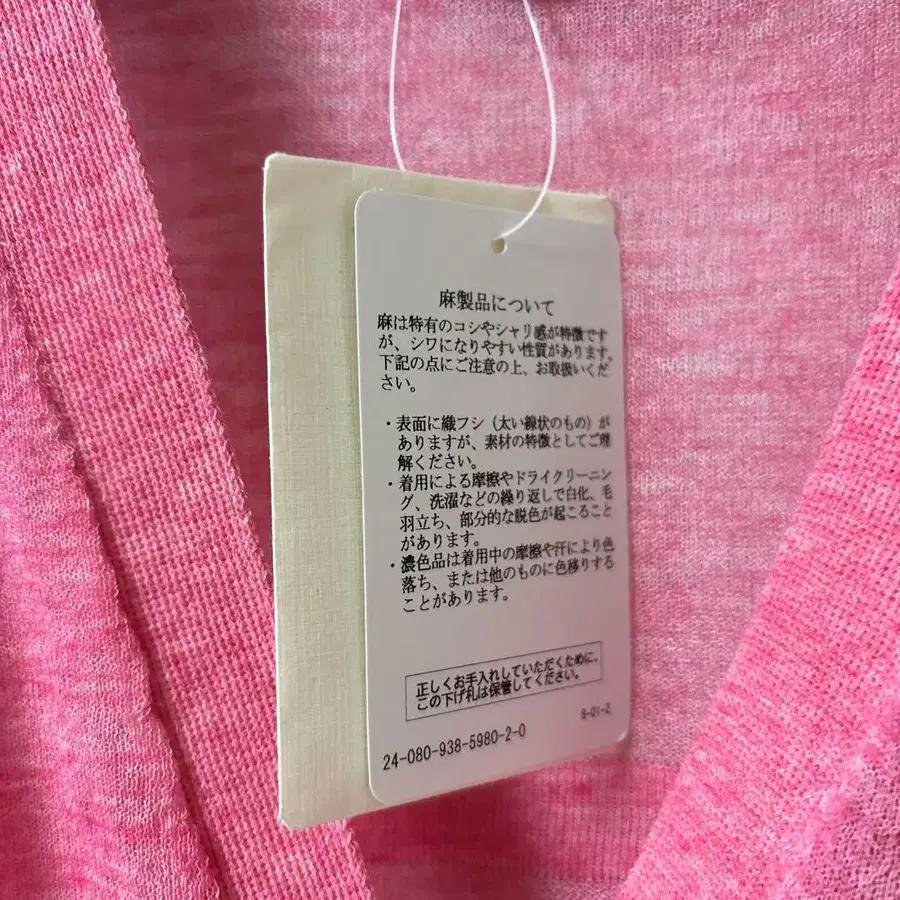 麻製品について
麻は特有のコシやシャリ感が特徴です
が、シワになりやすい性質があります。
下記の点にご注意の上、お取扱いくだ
さい。
・表面に織フシ（太い線状のもの）が
ありますが、素材の特徴としてご理
解ください。
・着用による摩擦やドライクリーニン
グ、洗濯などの繰り返しで白化、毛
羽立ち、部分的な脱色が起こること
があります。
・濃色品は着用中の摩擦や汗により色
落ち、または他のものに色移りする
ことがあります。
正しくお手入れしていただくために、
この下げ札は保管してください。
8-01-2
24-080-938-5980-2-0